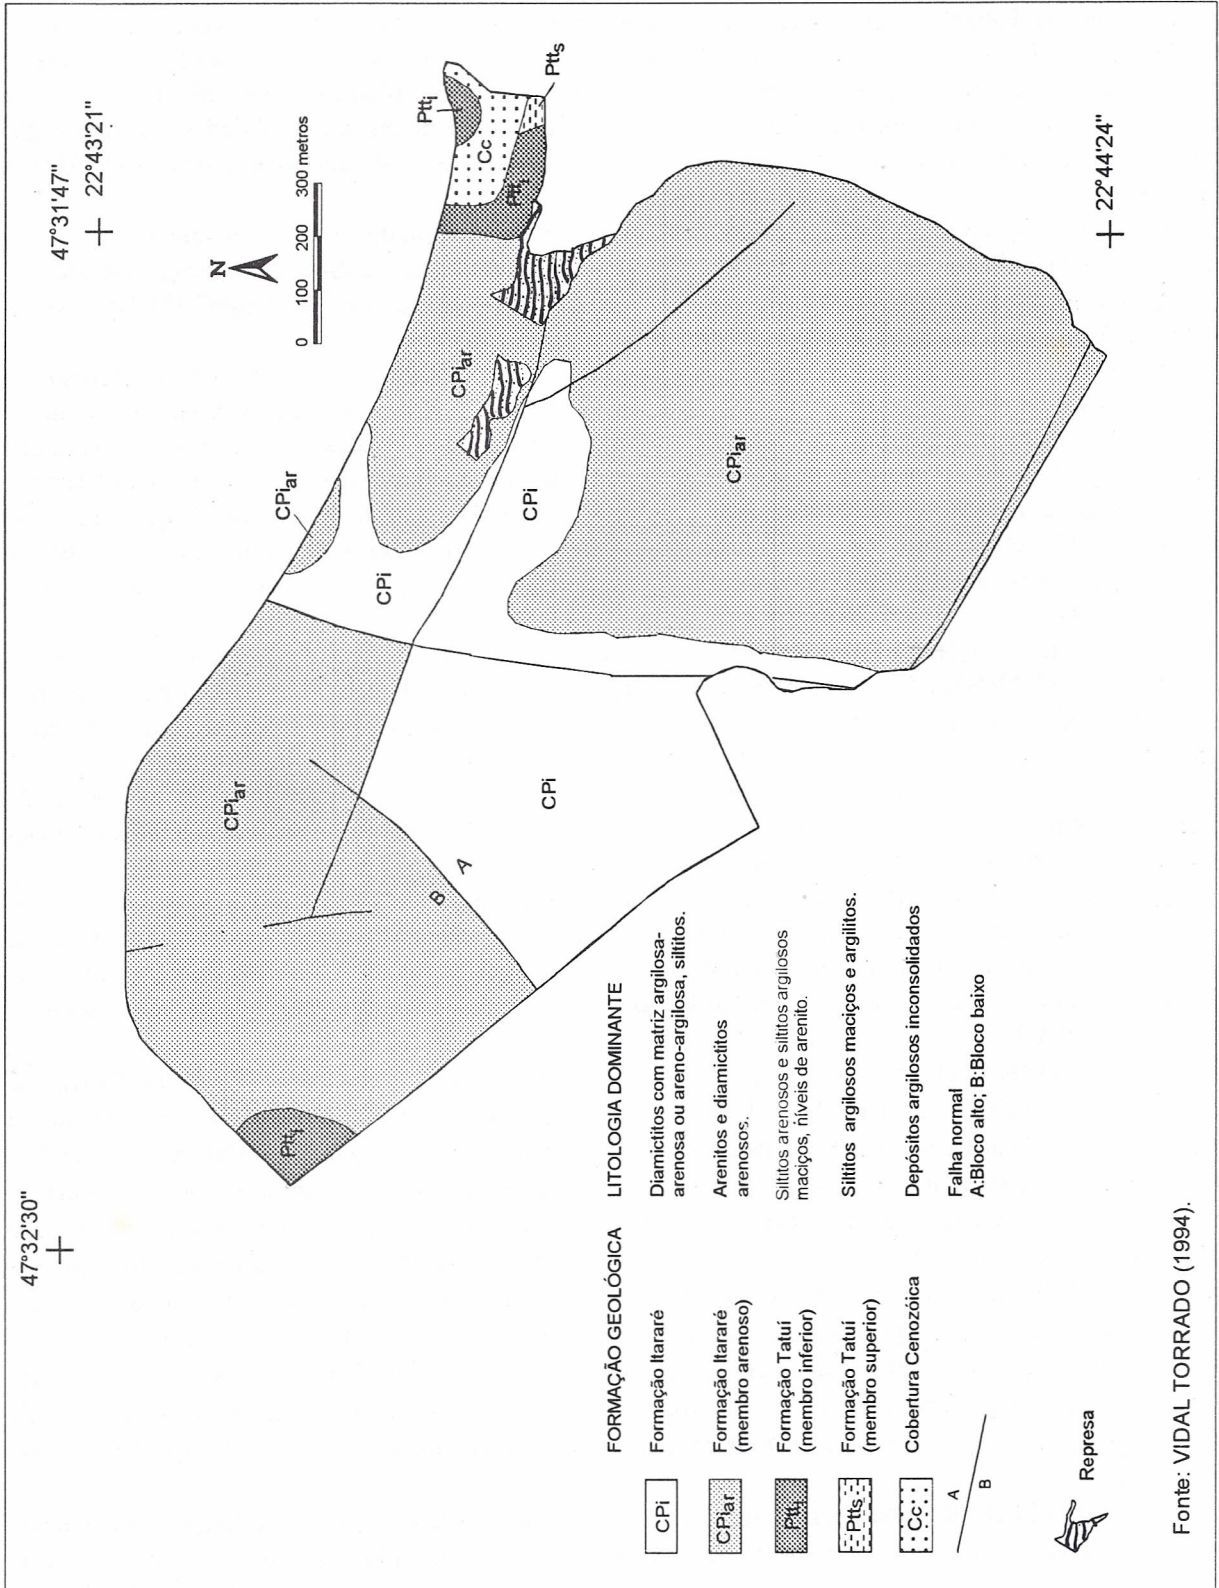 47°32'30"
47°31'47"
22°43'21"
N
0 100 200 300 metros
Ptti
Ptts
Cc
Ptti
CPiar
CPiar
CPi
CPi
CPiar
CPiar
CPi
B
A
Ptti
22°44'24"
FORMAÇÃO GEOLÓGICA LITOLOGIA DOMINANTE
CPi Formação Itararé Diamictitos com matriz argilosa-
arenosa ou areno-argilosa, siltitos.
CPiar Formação Itararé Arenitos e diamictitos
(membro arenoso) arenosos.
Ptti Formação Tatuí Siltitos arenosos e siltitos argilosos
(membro inferior) maciços, níveis de arenito.
Ptts Formação Tatuí Siltitos argilosos maciços e argilitos.
(membro superior)
Cc Cobertura Cenozóica Depósitos argilosos inconsolidados
A
B
Falha normal
A:Bloco alto; B:Bloco baixo
Represa
Fonte: VIDAL TORRADO (1994).